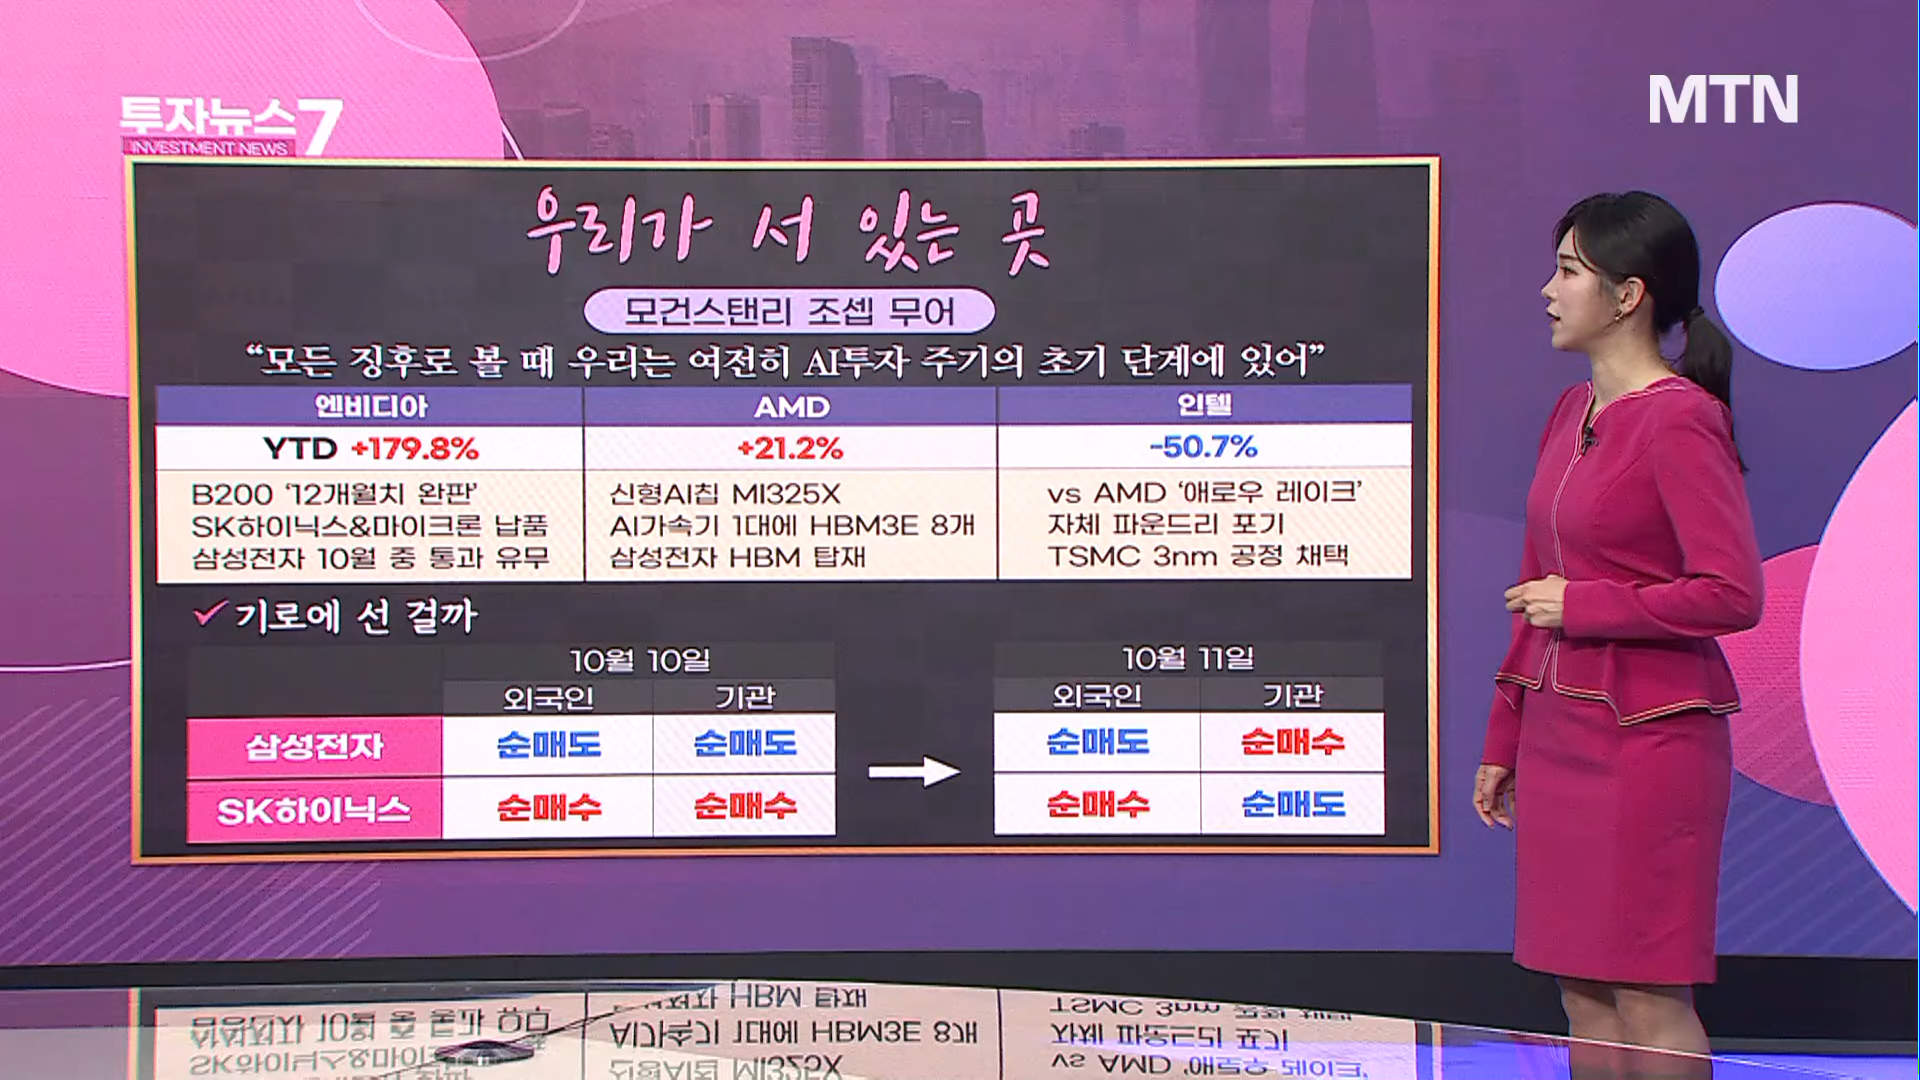 투자뉴스7
INVESTMENT NEWS
MTN
우리가 서 있는 곳
모건스탠리 조셉 무어
“모든 징후로 볼 때 우리는 여전히 AI투자 주기의 초기 단계에 있어”
엔비디아 AMD 인텔
YTD +179.8% +21.2% -50.7%
B200 ‘12개월치 완판’ 신형AI칩 MI325X vs AMD ‘애로우 레이크’
SK하이닉스&마이크론 납품 AI가속기 1대에 HBM3E 8개 자체 파운드리 포기
삼성전자 10월 중 통과 유무 삼성전자 HBM 탑재 TSMC 3nm 공정 채택
✓기로에 선 걸까
10월 10일 10월 11일
외국인 기관 외국인 기관
삼성전자 순매도 순매도 → 순매도 순매수
SK하이닉스 순매수 순매수 순매수 순매도